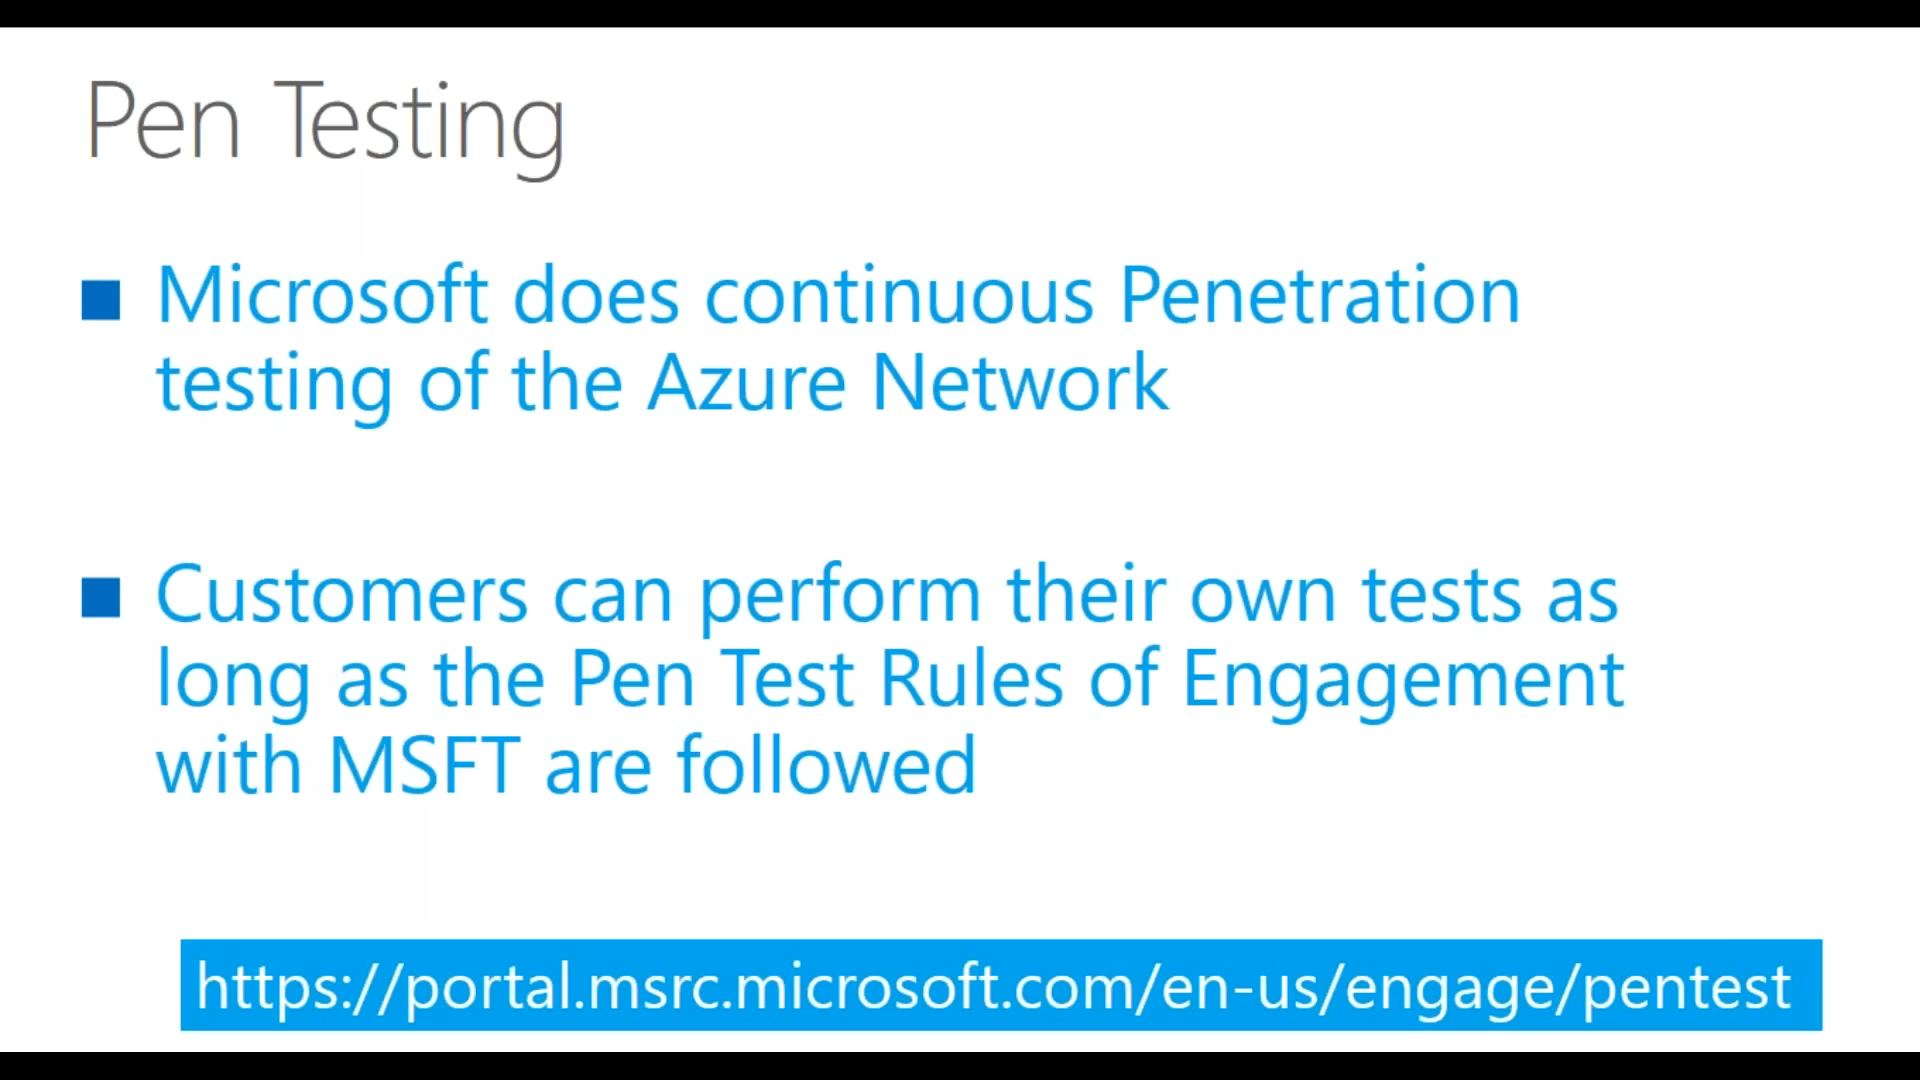 Pen Testing
Microsoft does continuous Penetration
testing of the Azure Network
Customers can perform their own tests as
long as the Pen Test Rules of Engagement
with MSFT are followed
https://portal.msrc.microsoft.com/en-us/engage/pentest